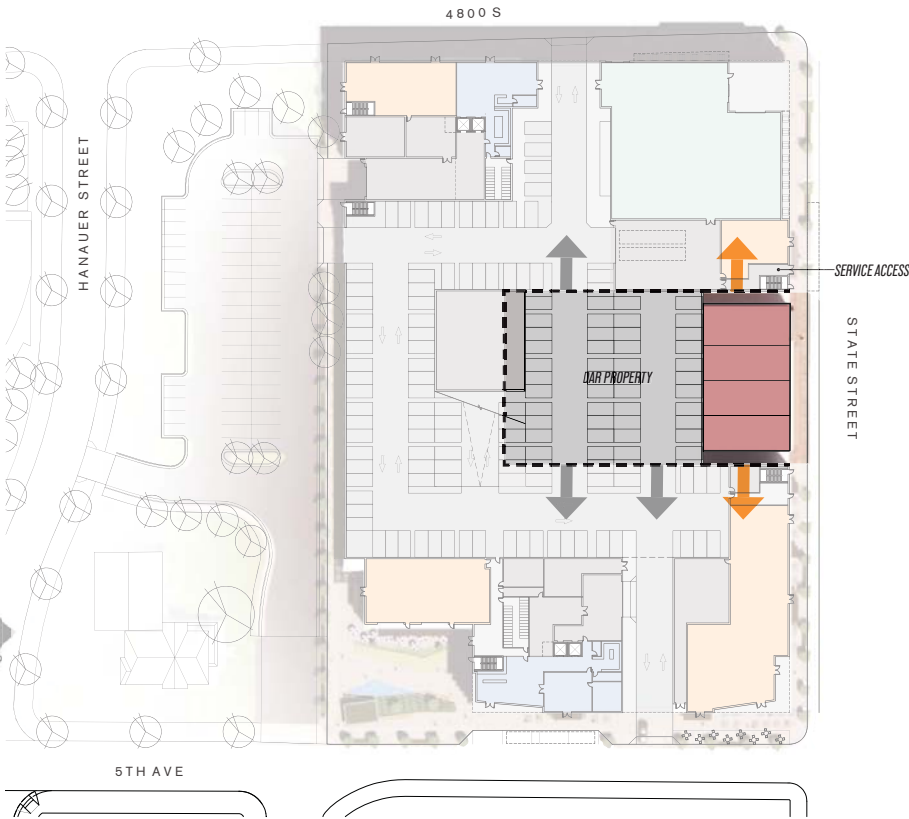 4800 S
HANAUER STREET
SERVICE ACCESS
STATE STREET
DAR PROPERTY
5TH AVE